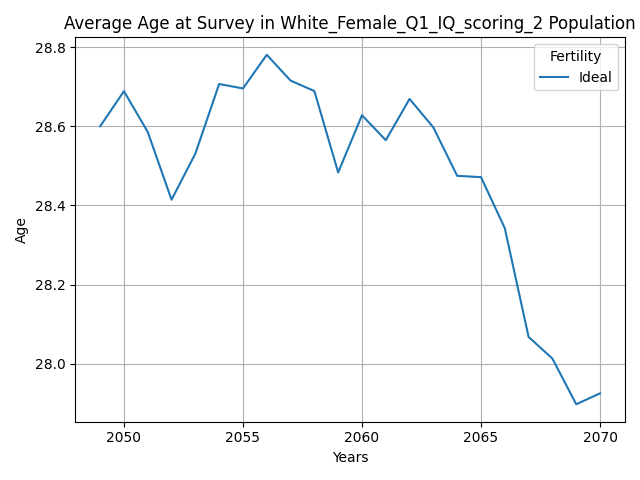 Average Age at Survey in White_Female_Q1_IQ_scoring_2 Population
Fertility
Ideal
28.8
28.6
28.4
28.2
28.0
Age
2050 2055 2060 2065 2070
Years